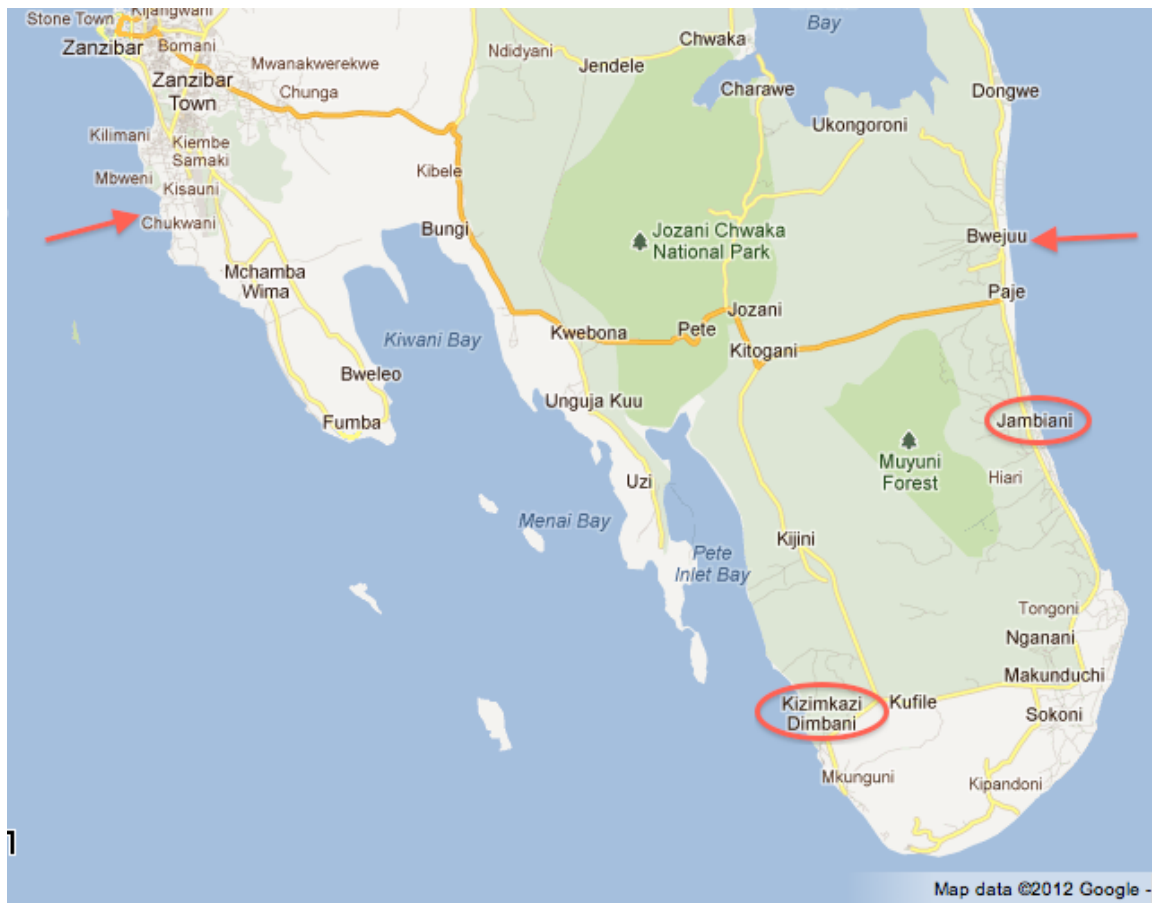 Stone Town
Kijangwani
Bay
Zanzibar
Bomani
Ndidyani
Chwaka
Mwanakwerekwe
Jendele
Zanzibar
Town
Chunga
Charawe
Dongwe
Kilimani
Kiembe
Samaki
Ukongoroni
Mbweni
Kisauni
Kibele
Chukwani
Bungi
Jozani Chwaka
National Park
Bwejuu
Mchamba
Wima
Paje
Kiwani Bay
Kwebona
Pete
Jozani
Kitogani
Bweleo
Unguja Kuu
Fumba
Jambiani
Muyuni
Forest
Hiari
Uzi
Menai Bay
Kijini
Pete
Inlet Bay
Tongoni
Nganani
Makunduchi
Kizimkazi
Dimbani
Kufile
Sokoni
Mkunguni
Kipandoni
Map data ©2012 Google -